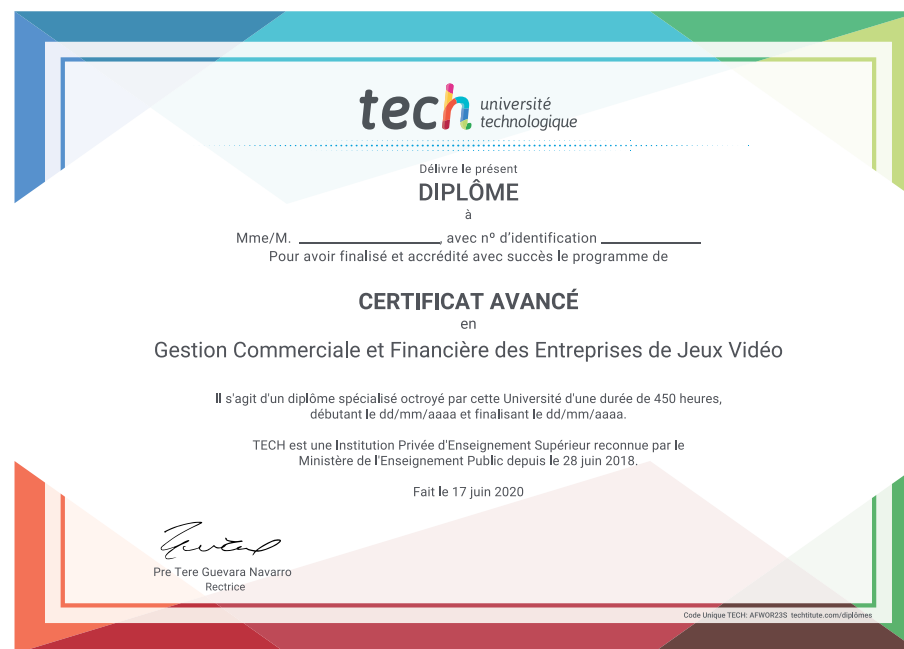 tech université
technologique
Délivre le présent
DIPLÔME
à
Mme/M. ____________________, avec nº d'identification ______________
Pour avoir finalisé et accrédité avec succès le programme de
CERTIFICAT AVANCÉ
en
Gestion Commerciale et Financière des Entreprises de Jeux Vidéo
Il s'agit d'un diplôme spécialisé octroyé par cette Université d'une durée de 450 heures,
débutant le dd/mm/aaaa et finalisant le dd/mm/aaaa.
TECH est une Institution Privée d'Enseignement Supérieur reconnue par le
Ministère de l'Enseignement Public depuis le 28 juin 2018.
Fait le 17 juin 2020
Pre Tere Guevara Navarro
Rectrice
Code Unique TECH: AFWOR23S techtitute.com/diplômes